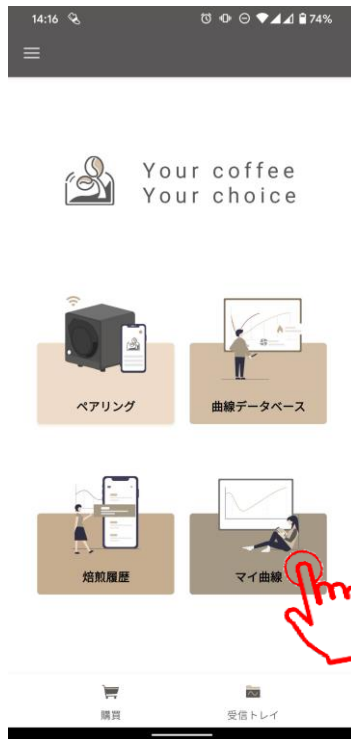 14:16
74%
Your coffee
Your choice
ペアリング
曲線データベース
焙煎履歴
マイ曲線
購買
受信トレイ